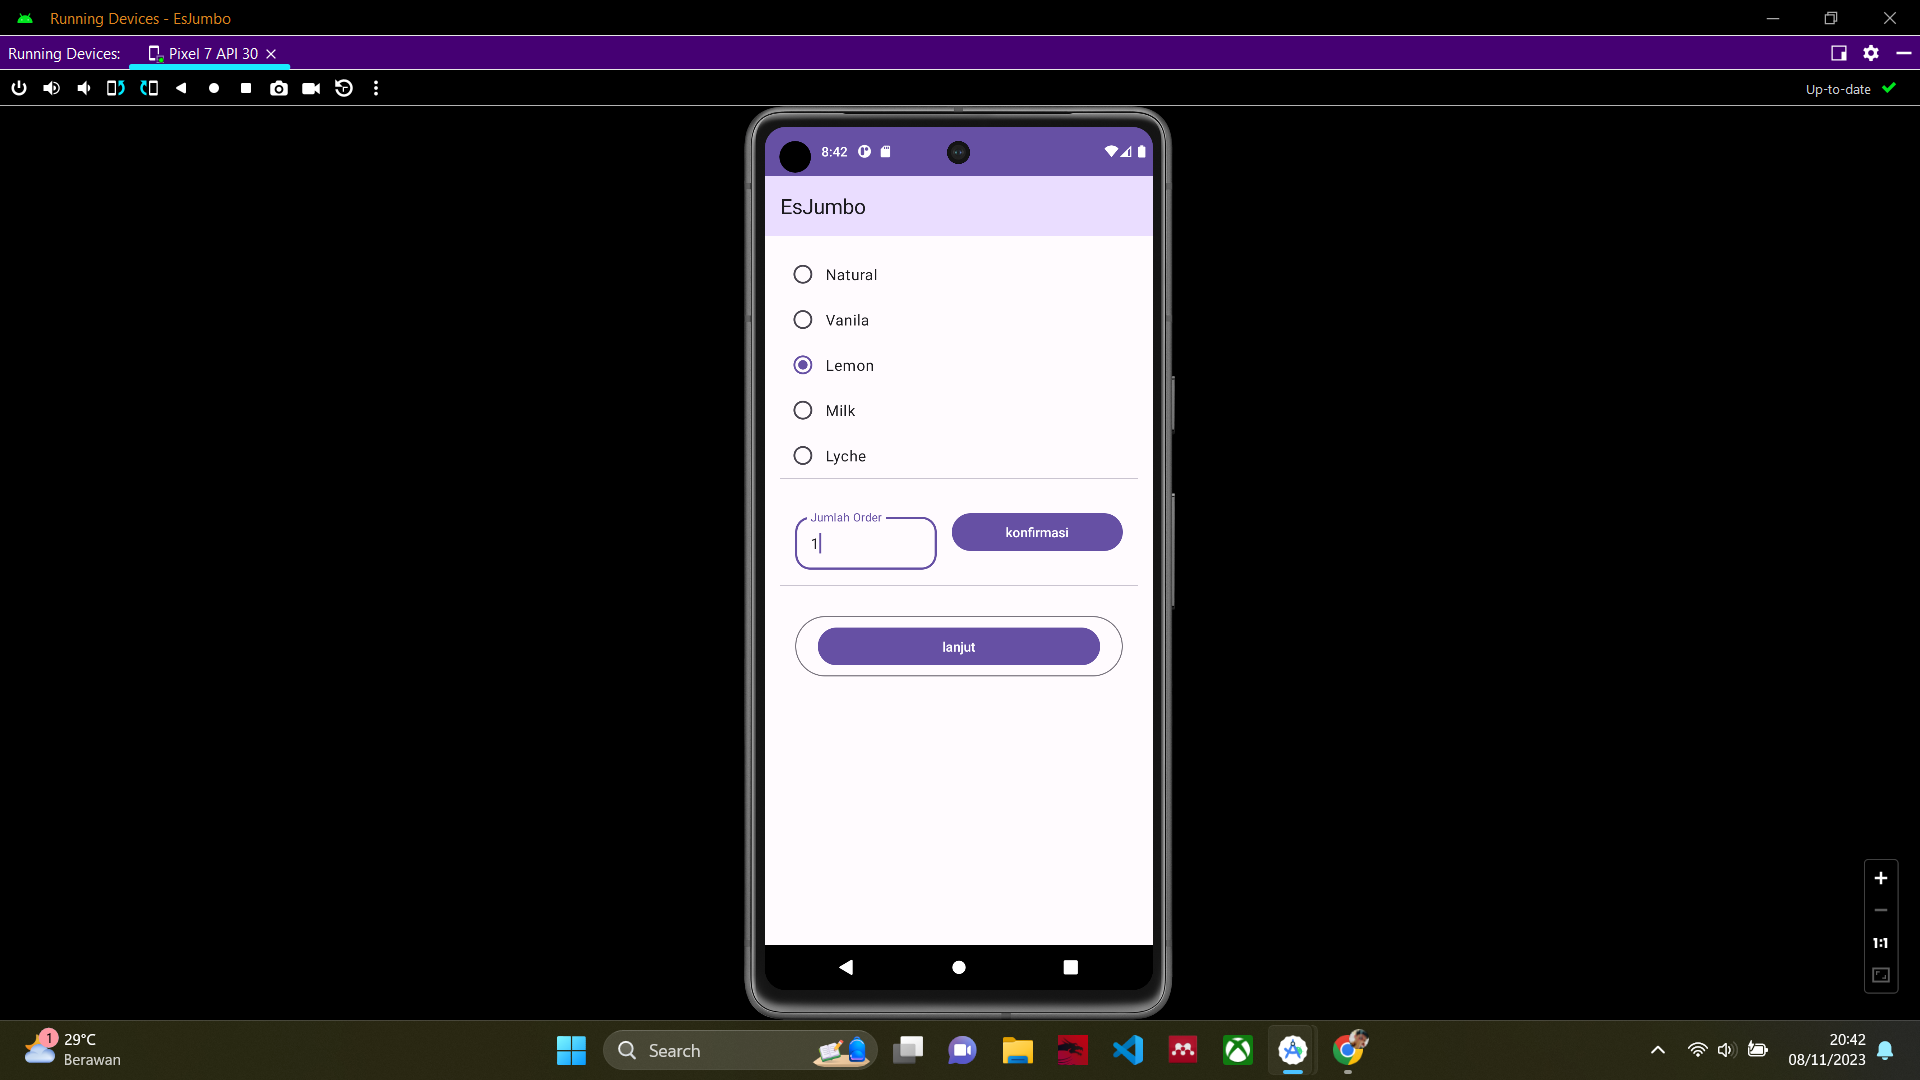 Running Devices - EsJumbo
Running Devices:
Pixel 7 API 30
Up-to-date
8:42
EsJumbo
Natural
Vanila
Lemon
Milk
Lyche
Jumlah Order
1
konfirmasi
lanjut
1:1
1
29°C
Berawan
Search
20:42
08/11/2023